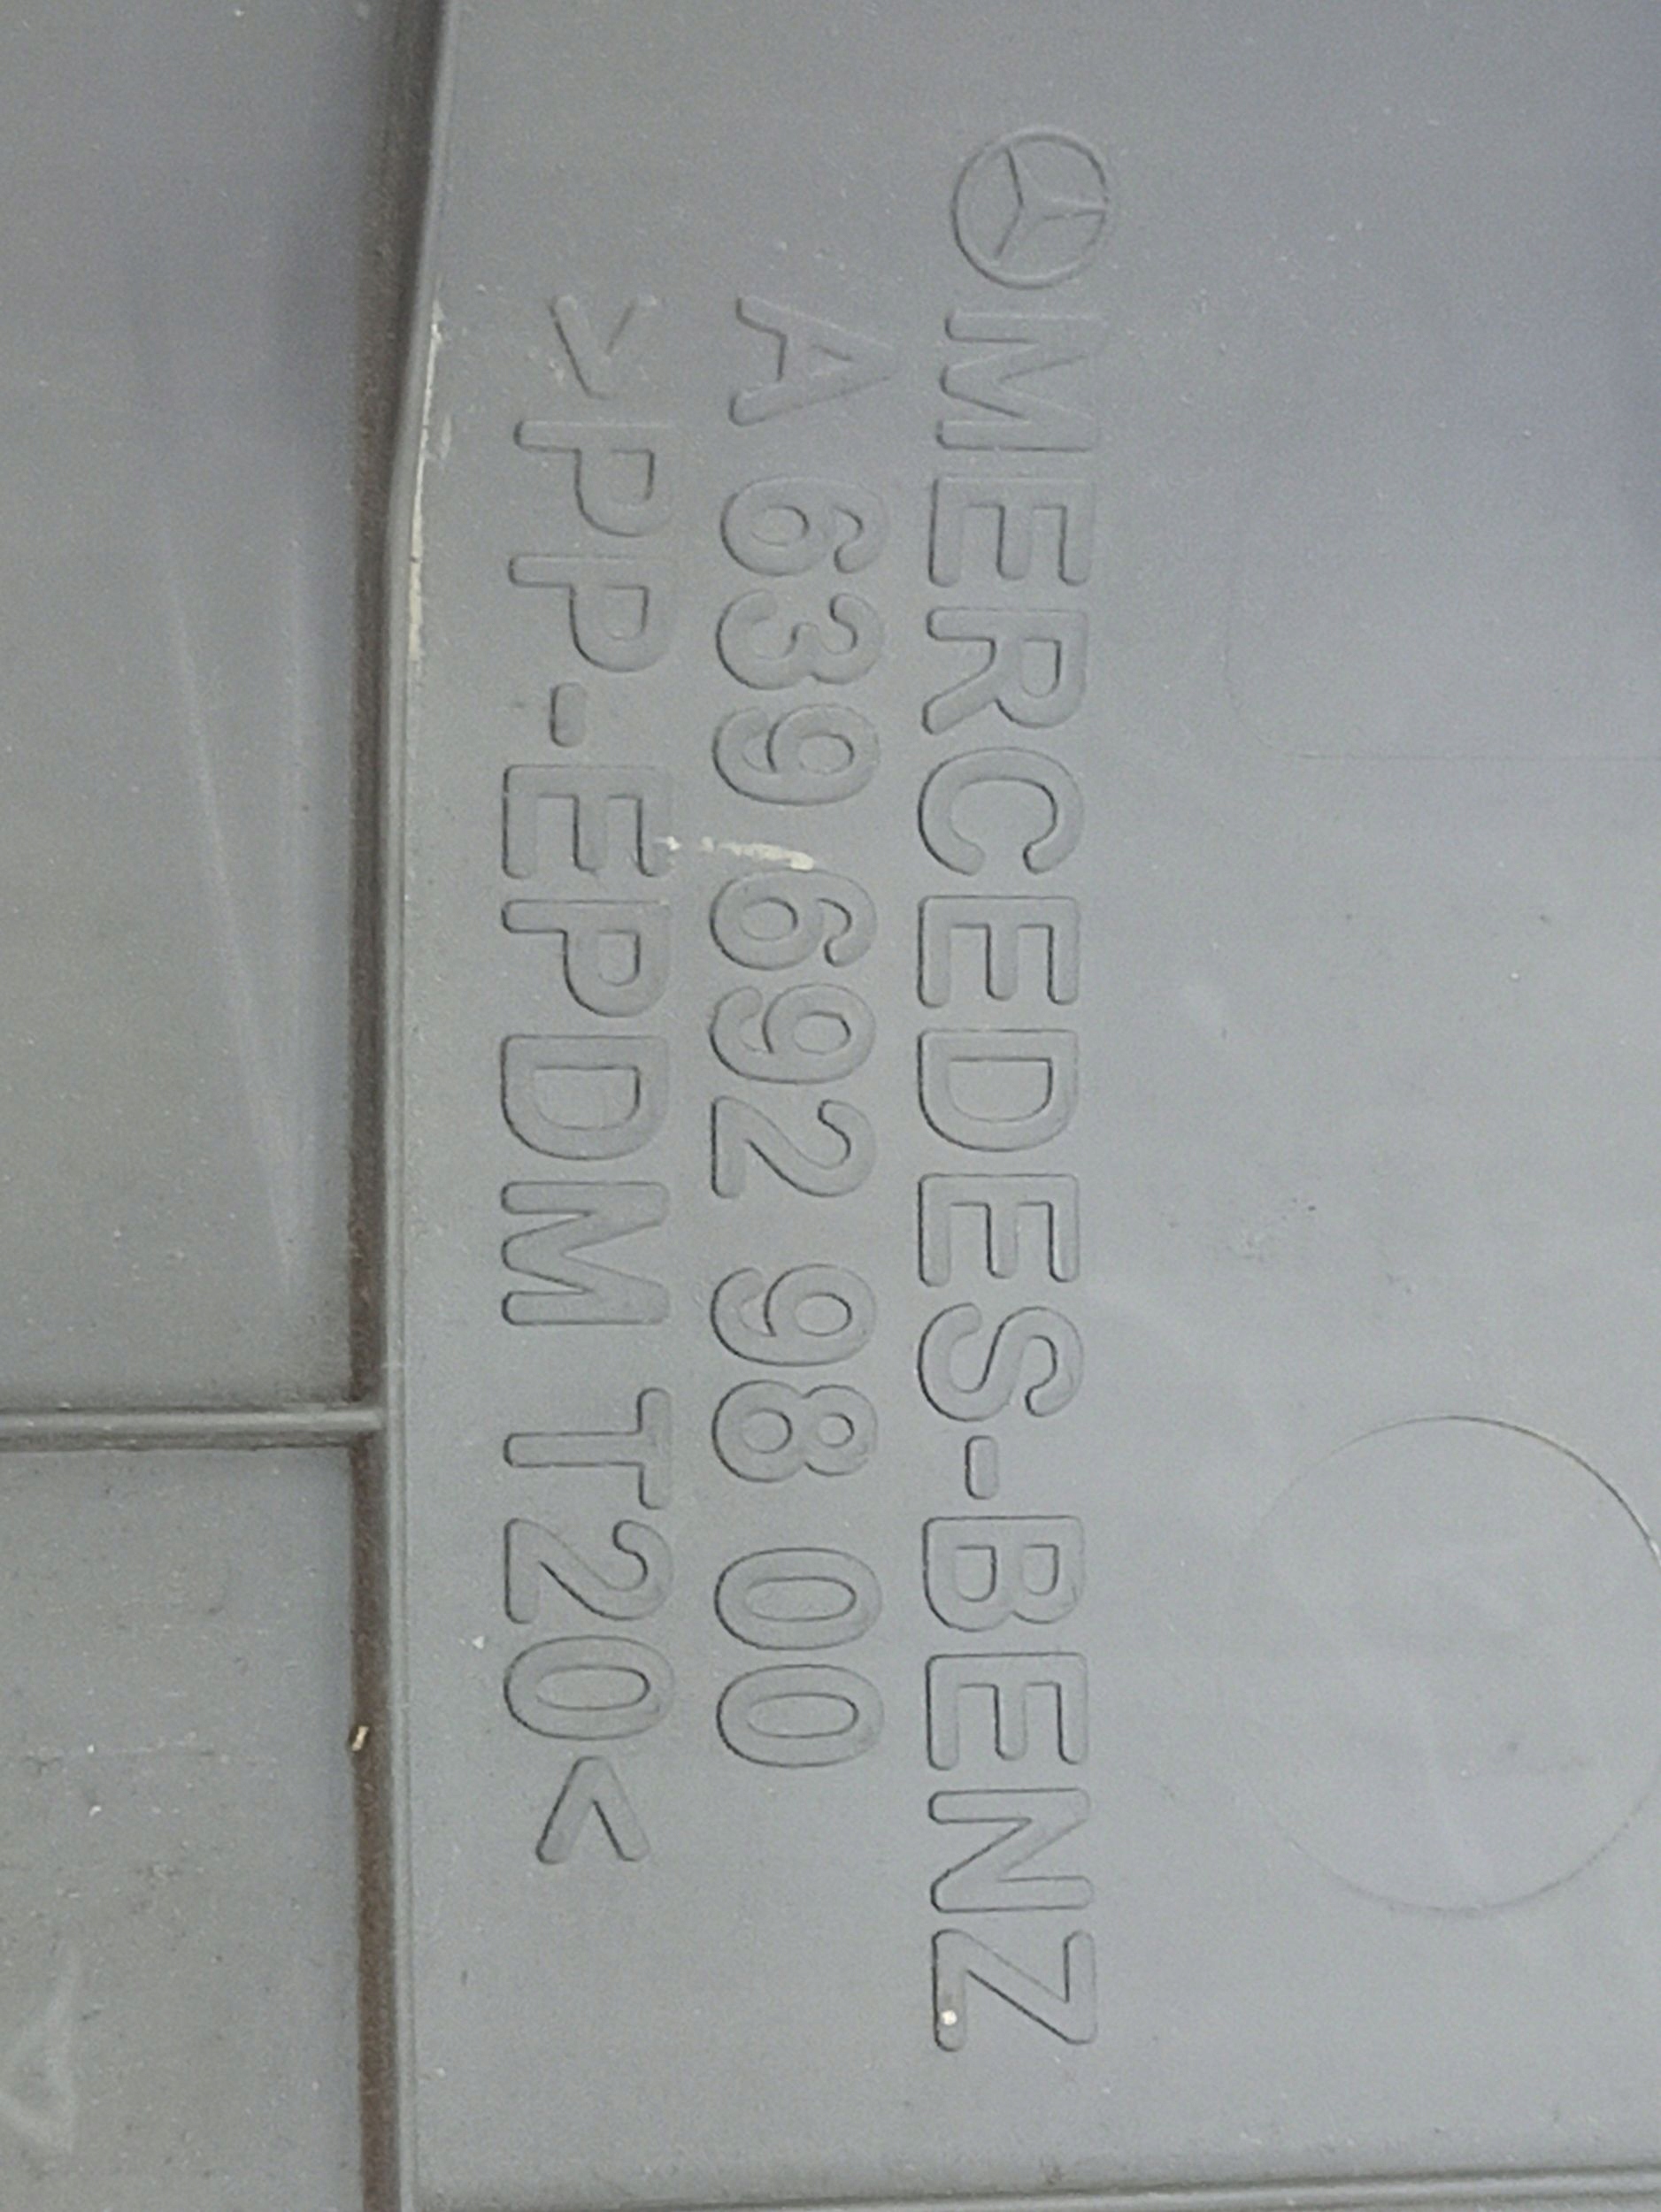 MERCEDES-BENZ
A 639 692 98 00
>PP-EPDM T20<